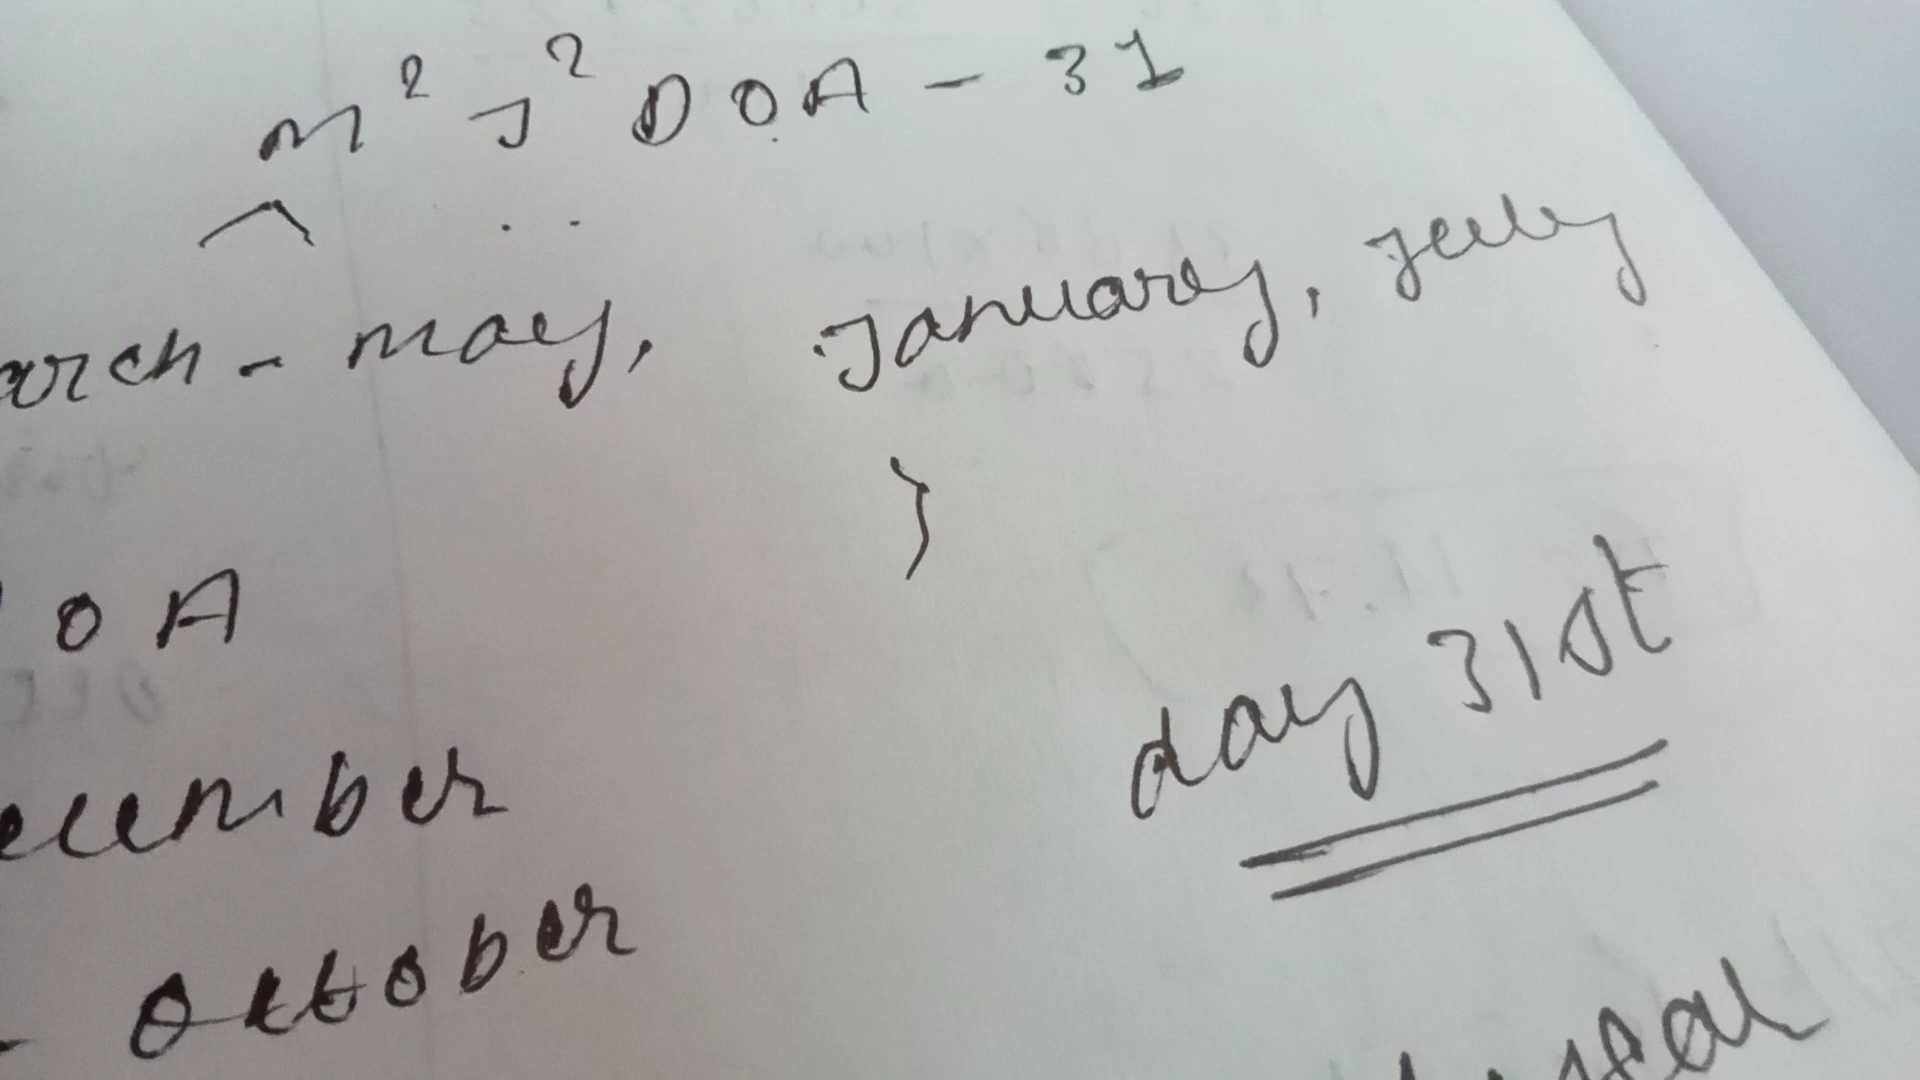 m² J² D O A - 31
arch - may, January, July
}
O A
day 31st
ecember
- October